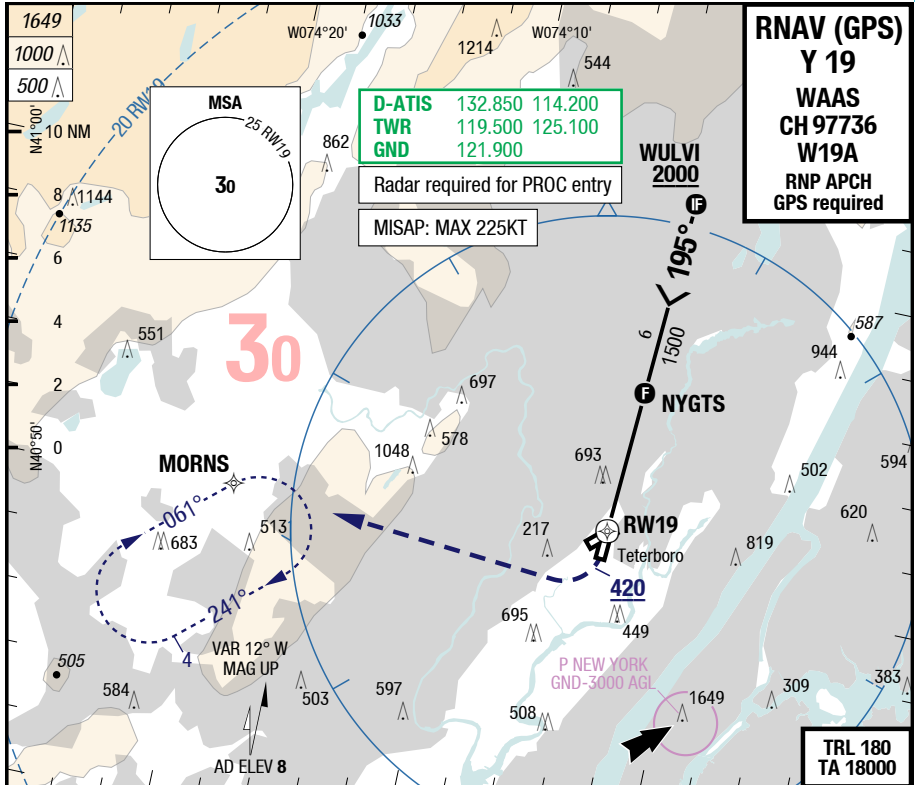 1649
1000
500
20 RW19
N41°00'
10 NM
8
6
4
2
0
N40°50'
W074°20'
1033
1214
W074°10'
544
MSA
25 RW19
30
862
D-ATIS 132.850 114.200
TWR 119.500 125.100
GND 121.900
Radar required for PROC entry
MISAP: MAX 225KT
RNAV (GPS)
Y 19
WAAS
CH 97736
W19A
RNP APCH
GPS required
WULVI
2000
IF
195°
1144
1135
551
30
6
1500
587
944
F
NYGTS
697
578
1048
693
594
502
620
MORNS
061°
683
513
241°
4
217
RW19
Teterboro
420
819
695
449
VAR 12° W
MAG UP
505
584
503
597
508
P NEW YORK
GND-3000 AGL
1649
309
383
AD ELEV 8
TRL 180
TA 18000